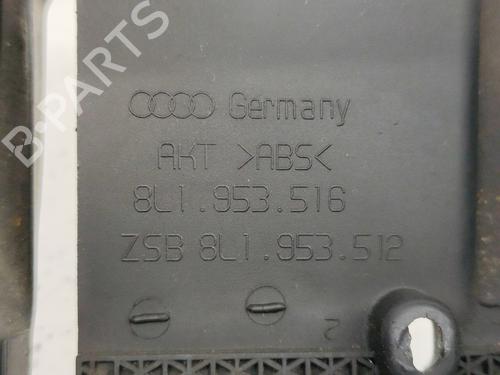 Germany
AKT >ABS<
8L1.953.516
ZSB 8L1.953.512
2
B-PARTS